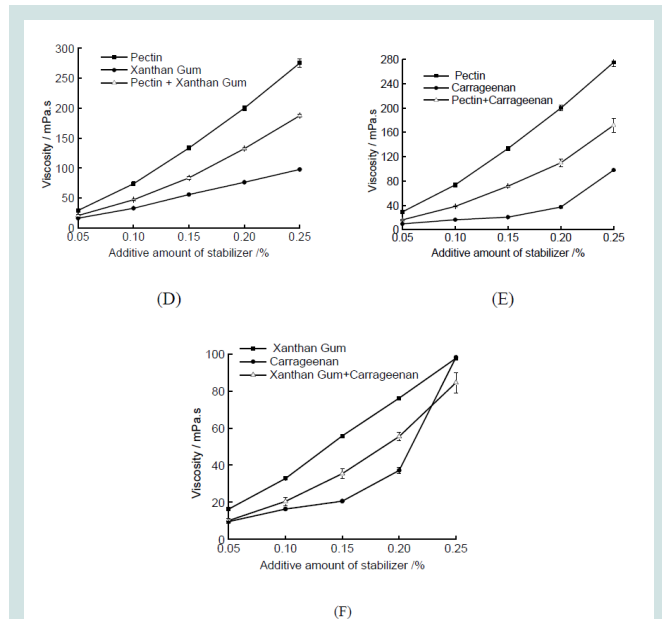 300
250
200
150
100
50
0
Viscosity / mPa.s
Pectin
Xanthan Gum
Pectin + Xanthan Gum
0.05 0.10 0.15 0.20 0.25
Additive amount of stabilizer /%
(D)
280
240
200
160
120
80
40
0
Viscosity / mPa.s
Pectin
Carrageenan
Pectin+Carrageenan
0.05 0.10 0.15 0.20 0.25
Additive amount of stabilizer /%
(E)
100
80
60
40
20
0
Viscosity / mPa.s
Xanthan Gum
Carrageenan
Xanthan Gum+Carrageenan
0.05 0.10 0.15 0.20 0.25
Additive amount of stabilizer /%
(F)